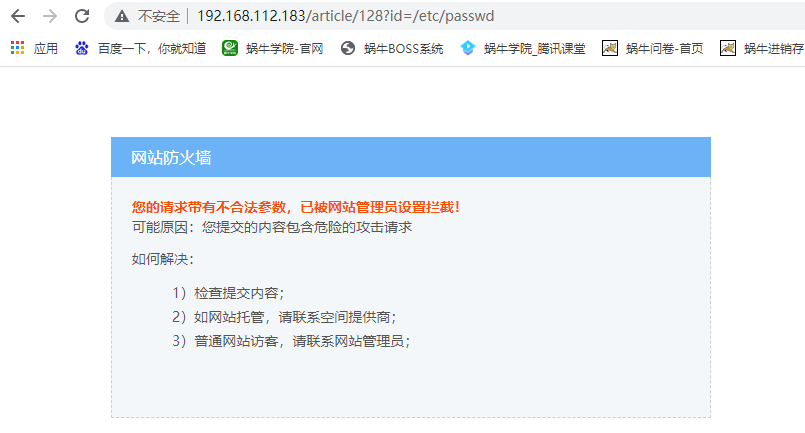 不安全 192.168.112.183/article/128?id=/etc/passwd
应用 百度一下，你就知道 蜗牛学院-官网 蜗牛BOSS系统 蜗牛学院_腾讯课堂 蜗牛问卷-首页 蜗牛进销存
网站防火墙
您的请求带有不合法参数，已被网站管理员设置拦截！
可能原因：您提交的内容包含危险的攻击请求
如何解决：
1）检查提交内容；
2）如网站托管，请联系空间提供商；
3）普通网站访客，请联系网站管理员；